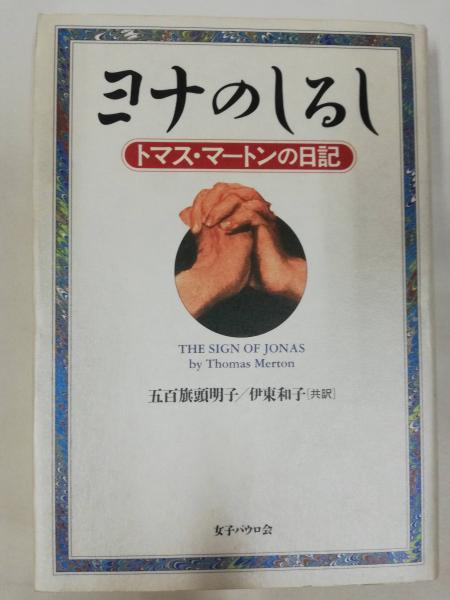 ヨナのしるし
トマス・マートンの日記
THE SIGN OF JONAS
by Thomas Merton
五百旗頭明子／伊東和子[共訳]
女子パウロ会